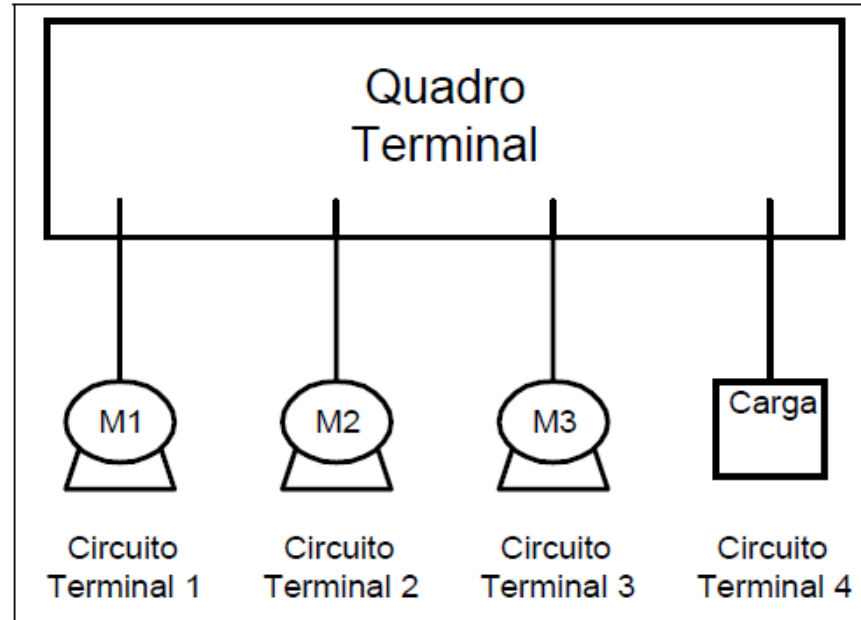 Quadro
Terminal
M1
M2
M3
Carga
Circuito
Terminal 1
Circuito
Terminal 2
Circuito
Terminal 3
Circuito
Terminal 4